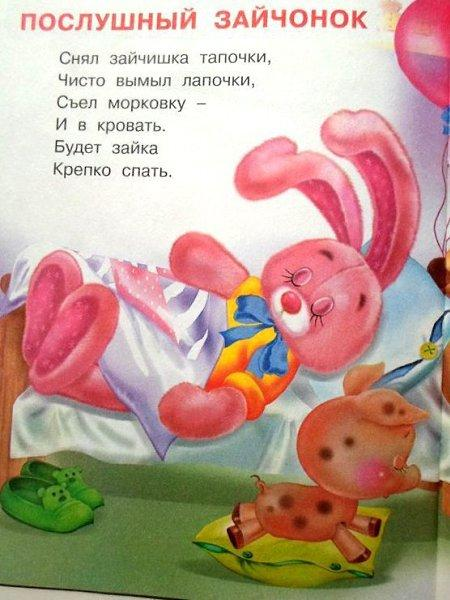 ПОСЛУШНЫЙ ЗАЙЧОНОК
Снял зайчишка тапочки,
Чисто вымыл лапочки,
Съел морковку –
И в кровать.
Будет зайка
Крепко спать.